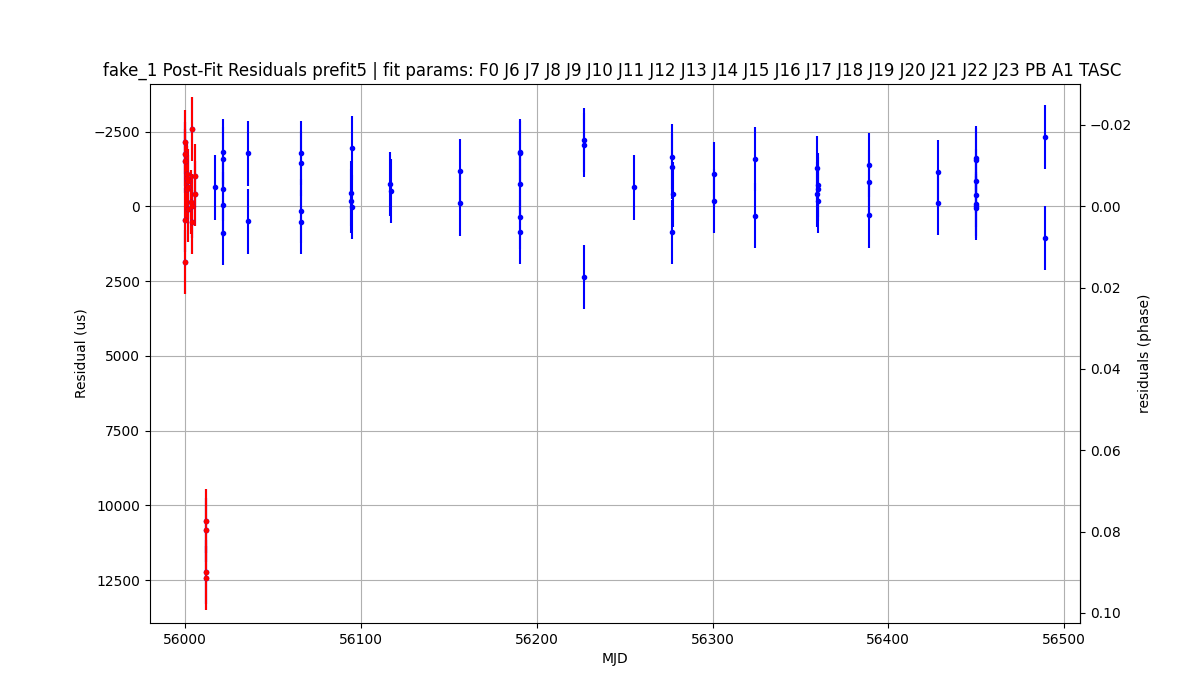 fake_1 Post-Fit Residuals prefit5 | fit params: F0 J6 J7 J8 J9 J10 J11 J12 J13 J14 J15 J16 J17 J18 J19 J20 J21 J22 J23 PB A1 TASC
−2500
0
2500
5000
7500
10000
12500
Residual (us)
−0.02
0.00
0.02
0.04
0.06
0.08
0.10
residuals (phase)
56000 56100 56200 56300 56400 56500
MJD